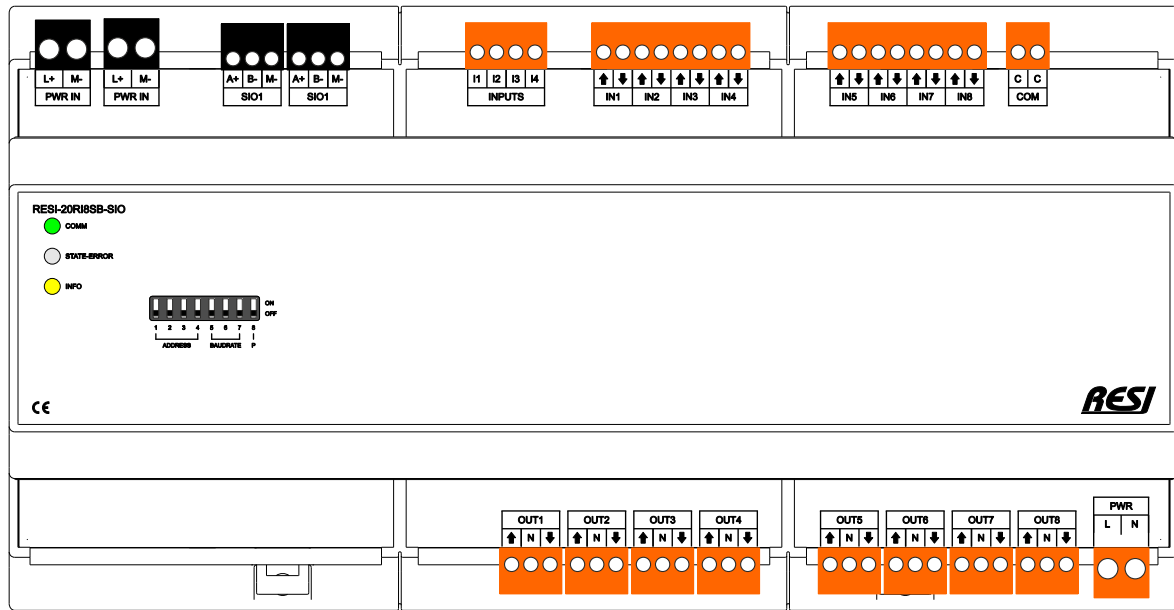 L+ M- L+ M- A+ B- M- A+ B- M- I1 I2 I3 I4 C C
PWR IN PWR IN SIO1 SIO1 INPUTS IN1 IN2 IN3 IN4 IN5 IN6 IN7 IN8 COM
RESI-20RI8SB-SIO
COMM
STATE-ERROR
INFO
ON
OFF
1 2 3 4 5 6 7 8
ADDRESS BAUDRATE P
CE
RESI
PWR
OUT1 OUT2 OUT3 OUT4 OUT5 OUT6 OUT7 OUT8
L N
N N N N N N N N